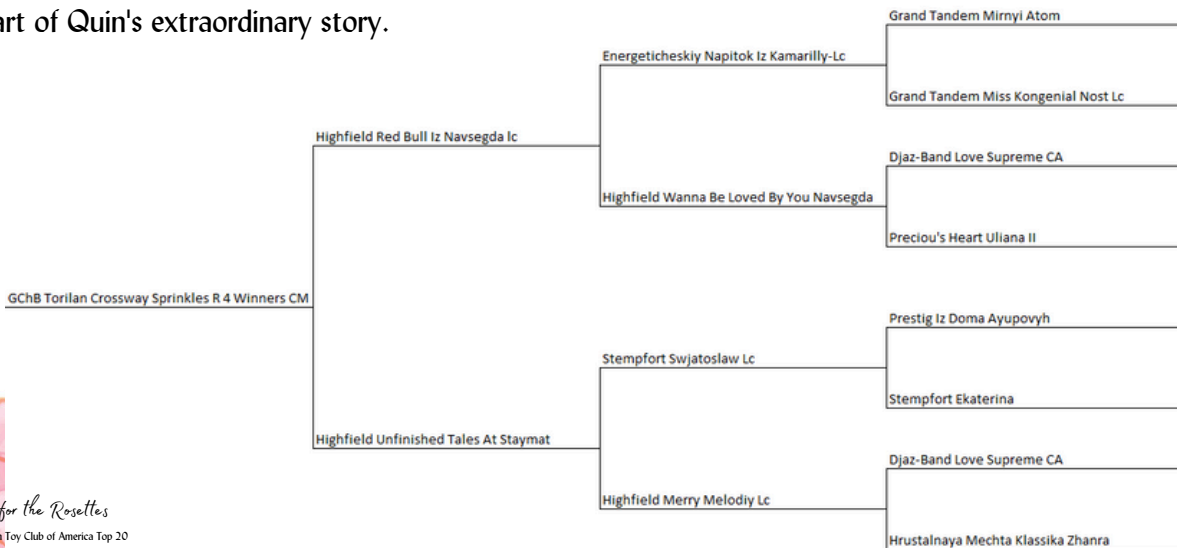 art of Quin's extraordinary story.
Grand Tandem Mirnyi Atom
Energeticheskiy Napitok Iz Kamarilly-Lc
Grand Tandem Miss Kongenial Nost Lc
Highfield Red Bull Iz Navsegda lc
Djaz-Band Love Supreme CA
Highfield Wanna Be Loved By You Navsegda
Preciou's Heart Uliana II
GChB Torilan Crossway Sprinkles R 4 Winners CM
Prestig Iz Doma Ayupovyh
Stempfort Swjatoslaw Lc
Stempfort Ekaterina
Highfield Unfinished Tales At Staymat
Djaz-Band Love Supreme CA
Highfield Merry Melodiy Lc
Hrustalnaya Mechta Klassika Zhanra
for the Rosettes
Toy Club of America Top 20